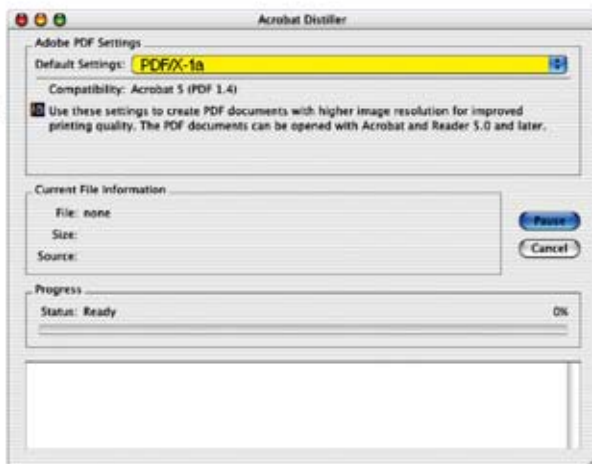 Acrobat Distiller
Adobe PDF Settings
Default Settings: PDF/X-1a
Compatibility: Acrobat 5 (PDF 1.4)
Use these settings to create PDF documents with higher image resolution for improved
printing quality. The PDF documents can be opened with Acrobat and Reader 5.0 and later.
Current File Information
File: none
Size:
Source:
Pause
Cancel
Progress
Status: Ready 0%